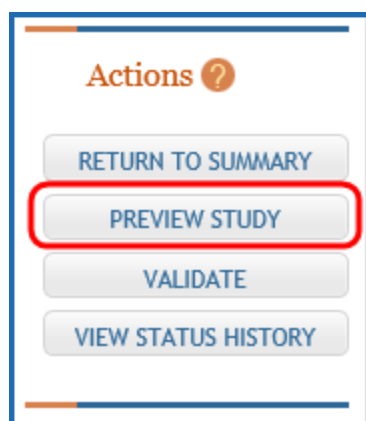 Actions ?
RETURN TO SUMMARY
PREVIEW STUDY
VALIDATE
VIEW STATUS HISTORY